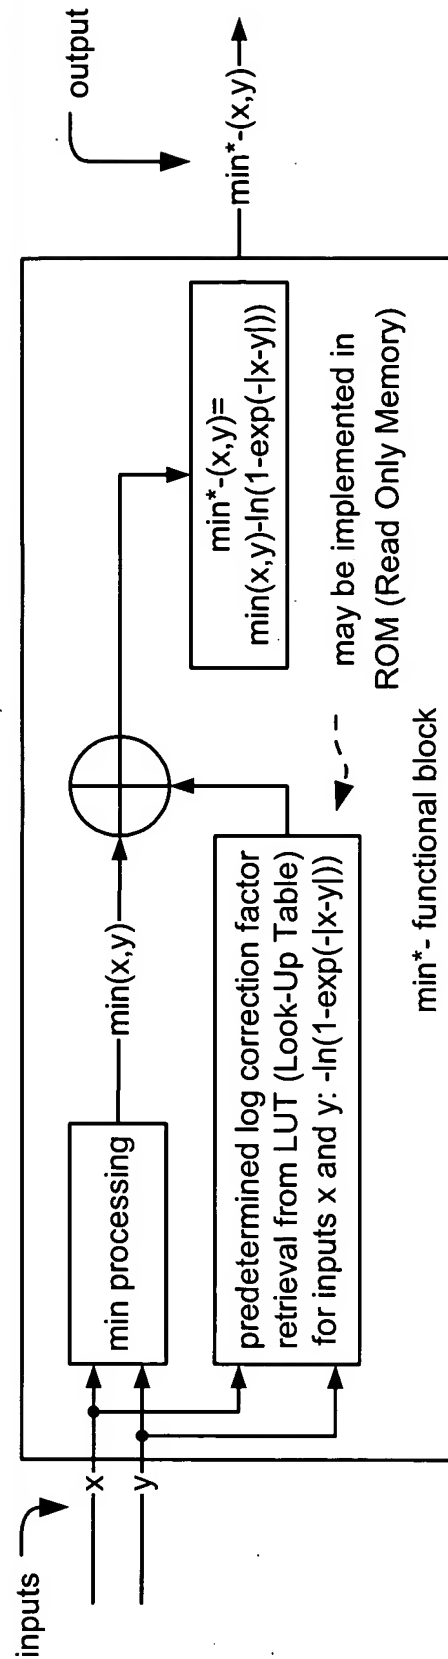 inputs
x
y
min processing
min(x,y)
predetermined log correction factor
retrieval from LUT (Look-Up Table)
for inputs x and y: -ln(1-exp(-|x-y|))
min*-(x,y)=
min(x,y)-ln(1-exp(-|x-y|))
may be implemented in
ROM (Read Only Memory)
min*- functional block
output
min*-(x,y)